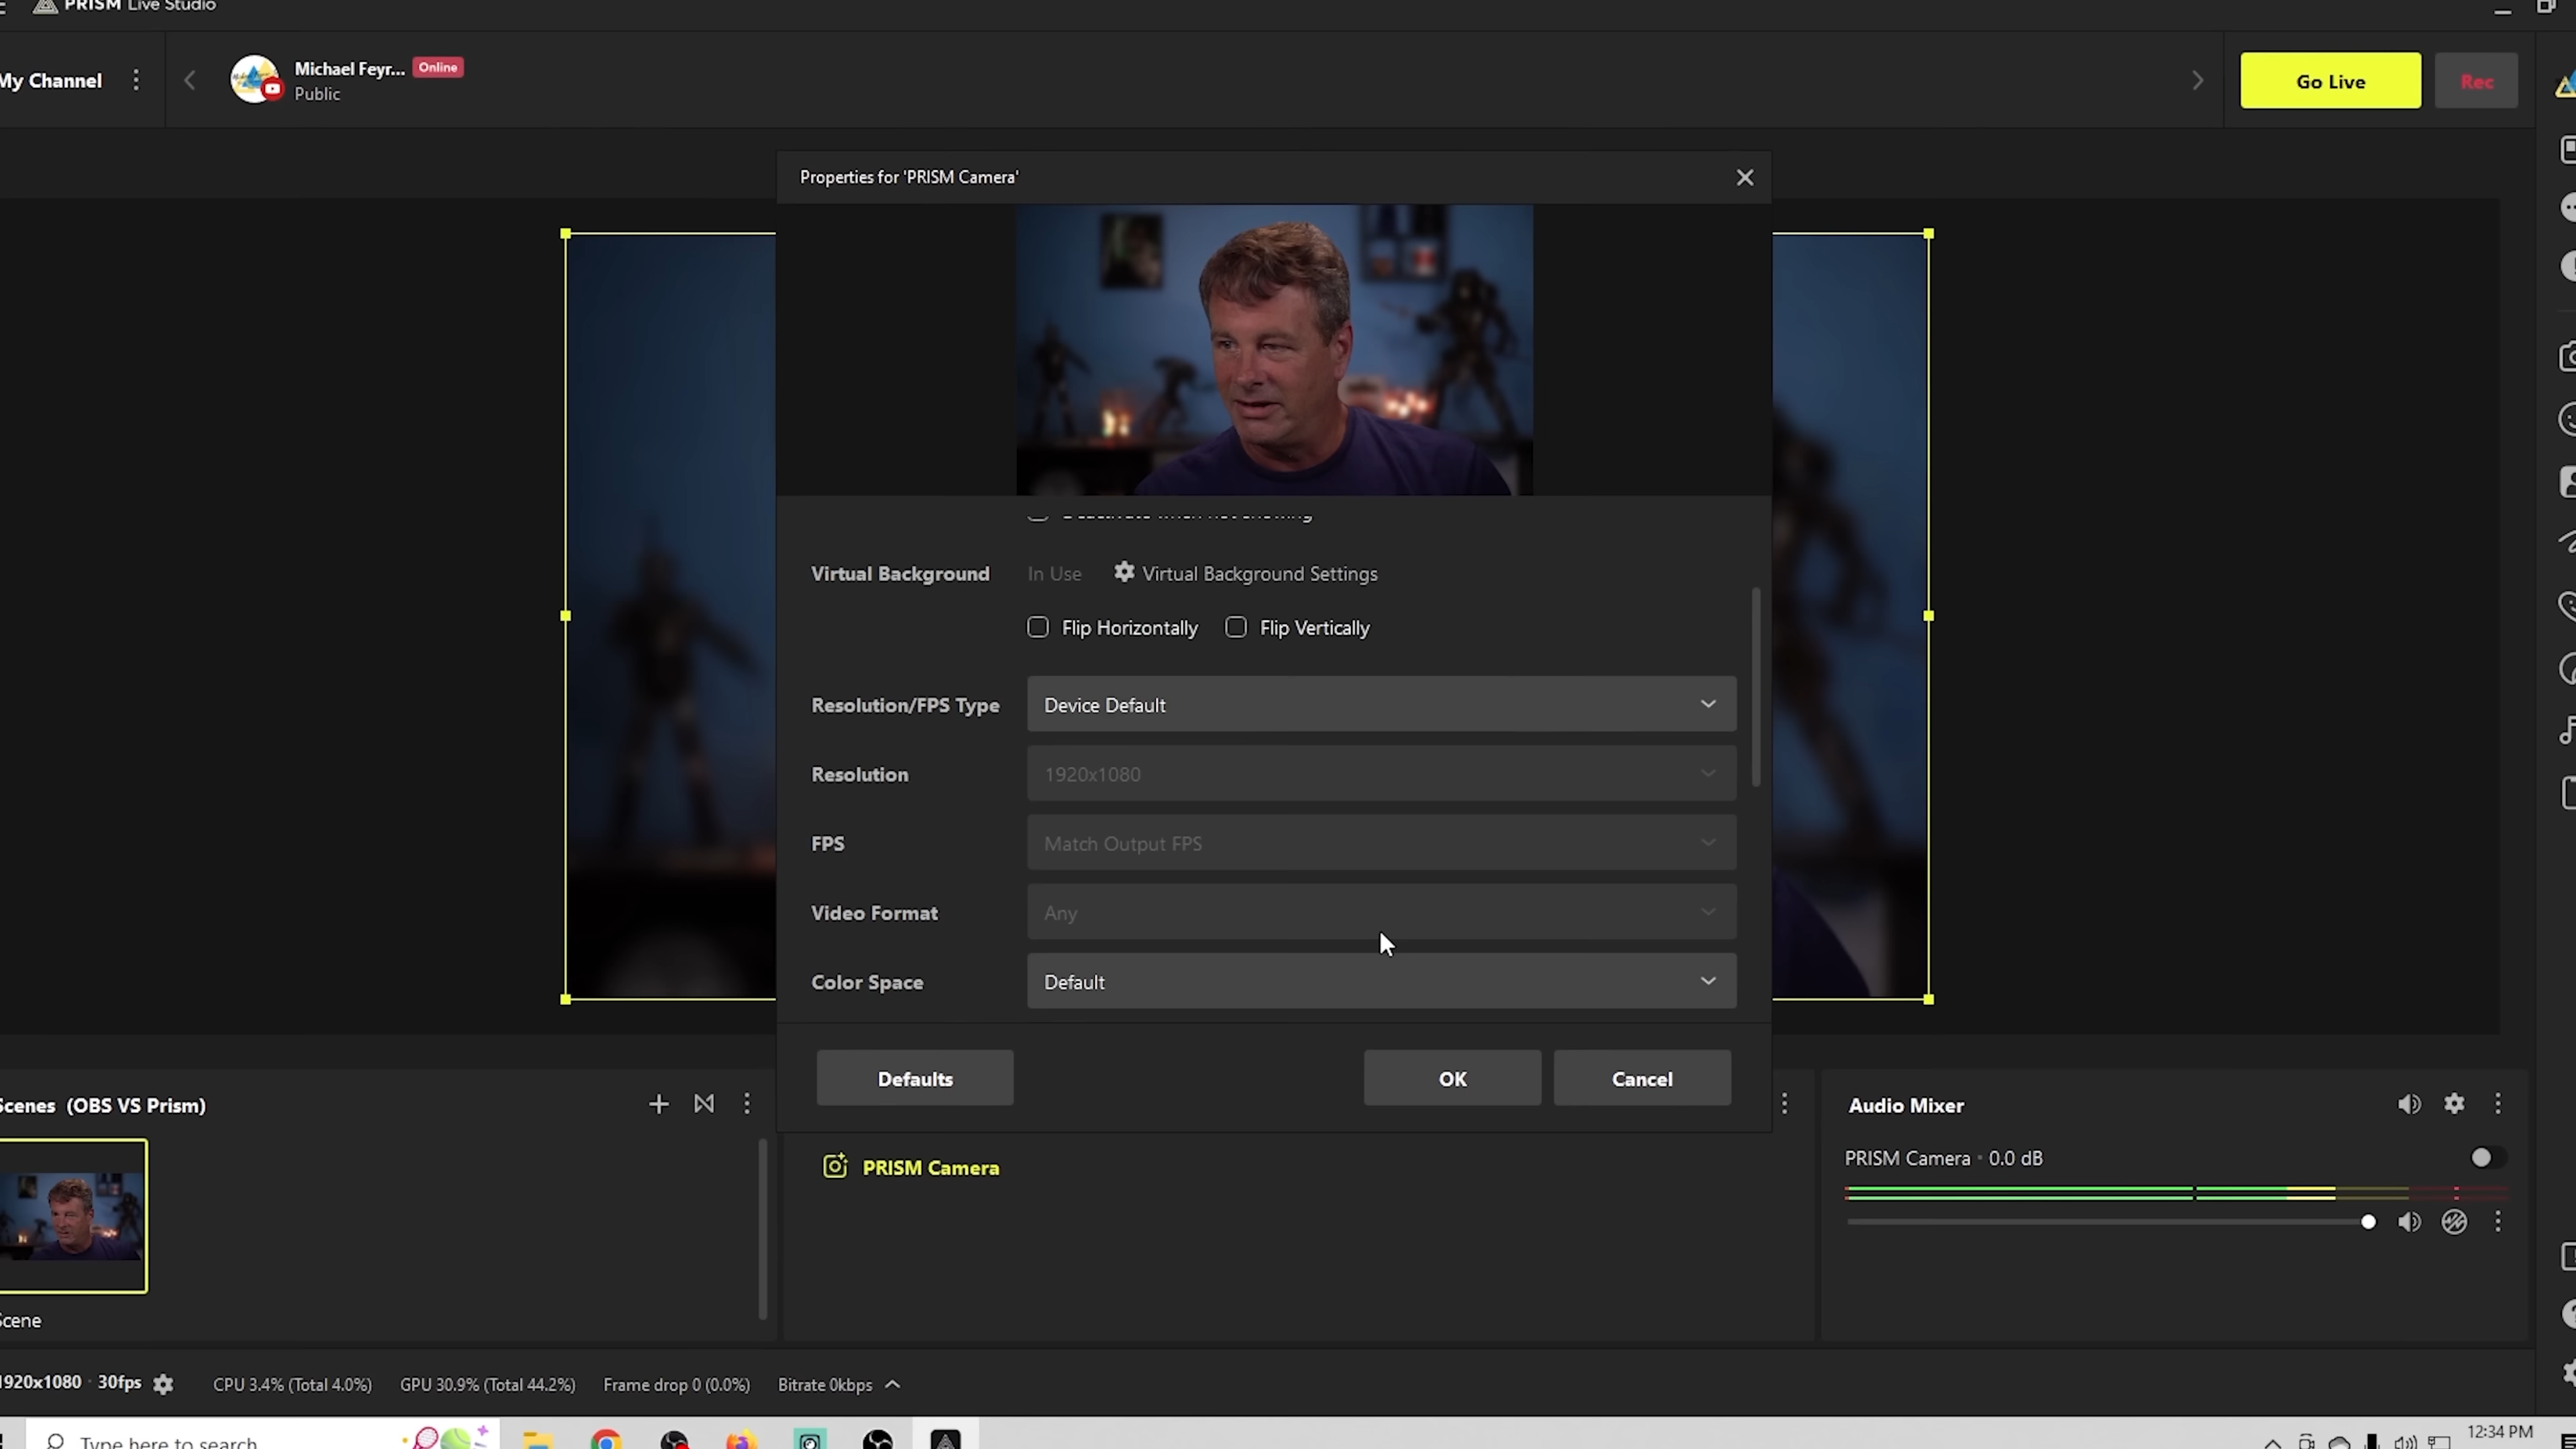 PRISM Live Studio
My Channel
Michael Feyr... Online
Public
Go Live
Rec
Properties for 'PRISM Camera'
Deactivate when not showing
Virtual Background In Use Virtual Background Settings
Flip Horizontally Flip Vertically
Resolution/FPS Type Device Default
Resolution 1920x1080
FPS Match Output FPS
Video Format Any
Color Space Default
Defaults OK Cancel
Scenes (OBS VS Prism)
Scene
PRISM Camera
Audio Mixer
PRISM Camera · 0.0 dB
1920x1080 · 30fps CPU 3.4% (Total 4.0%) GPU 30.9% (Total 44.2%) Frame drop 0 (0.0%) Bitrate 0kbps
Type here to search
12:34 PM